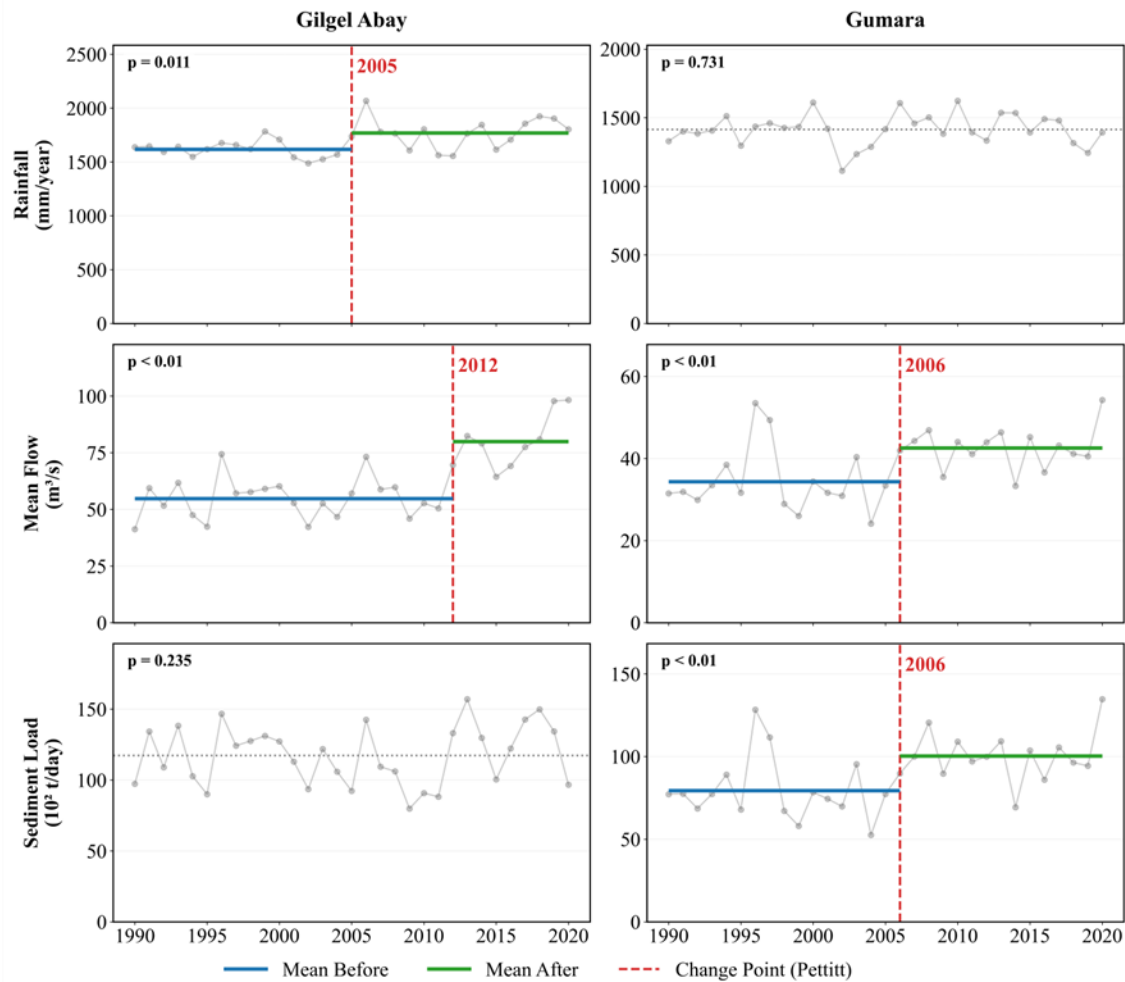 Gilgel Abay
Gumara
Rainfall
(mm/year)
2500
2000
1500
1000
500
0
p = 0.011
2005
2000
1500
1000
500
0
p = 0.731
Mean Flow
(m³/s)
100
75
50
25
0
p < 0.01
2012
60
40
20
0
p < 0.01
2006
Sediment Load
(10² t/day)
150
100
50
0
p = 0.235
1990 1995 2000 2005 2010 2015 2020
150
100
50
0
p < 0.01
2006
1990 1995 2000 2005 2010 2015 2020
Mean Before Mean After Change Point (Pettitt)